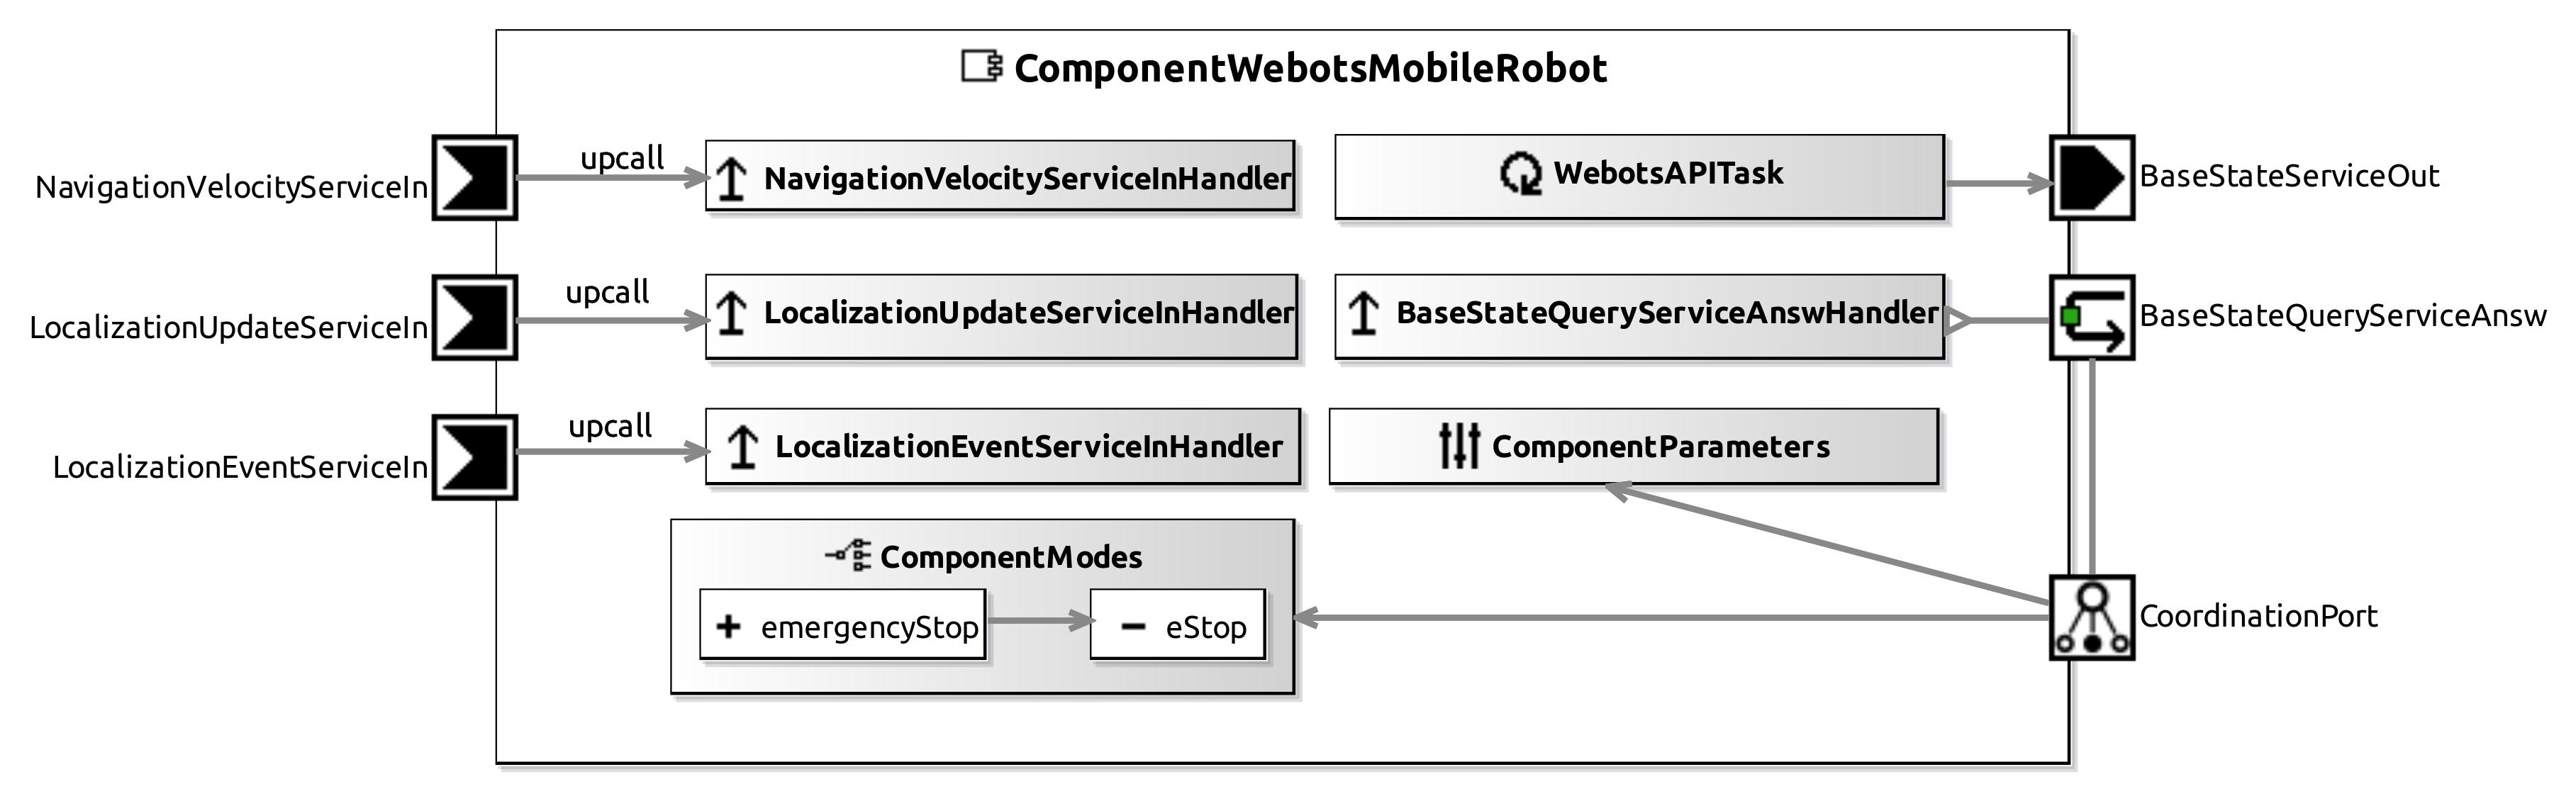 ComponentWebotsMobileRobot
NavigationVelocityServiceIn
upcall
NavigationVelocityServiceInHandler
WebotsAPITask
BaseStateServiceOut
LocalizationUpdateServiceIn
upcall
LocalizationUpdateServiceInHandler
BaseStateQueryServiceAnswHandler
BaseStateQueryServiceAnsw
LocalizationEventServiceIn
upcall
LocalizationEventServiceInHandler
ComponentParameters
ComponentModes
emergencyStop
eStop
CoordinationPort